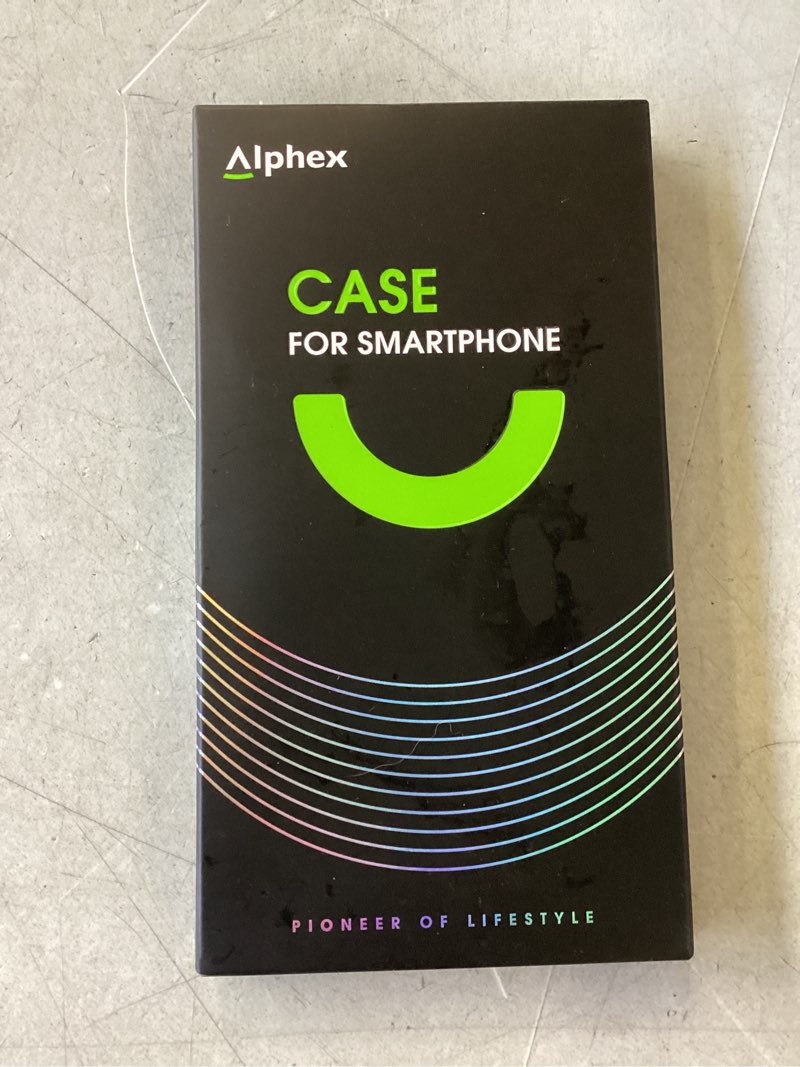 Alphex
CASE
FOR SMARTPHONE
PIONEER OF LIFESTYLE